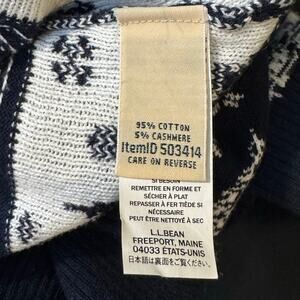 95% COTTON
5% CASHMERE
ItemID 503414
CARE ON REVERSE
SI BESOIN
REMETTRE EN FORME ET
SÉCHER À PLAT
REPASSER À FER TIÈDE SI
NÉCESSAIRE
PEUT ÊTRE NETTOYÉ À SEC
L.L.BEAN
FREEPORT, MAINE
04033 ÉTATS-UNIS
日本語は裏面をご覧ください。